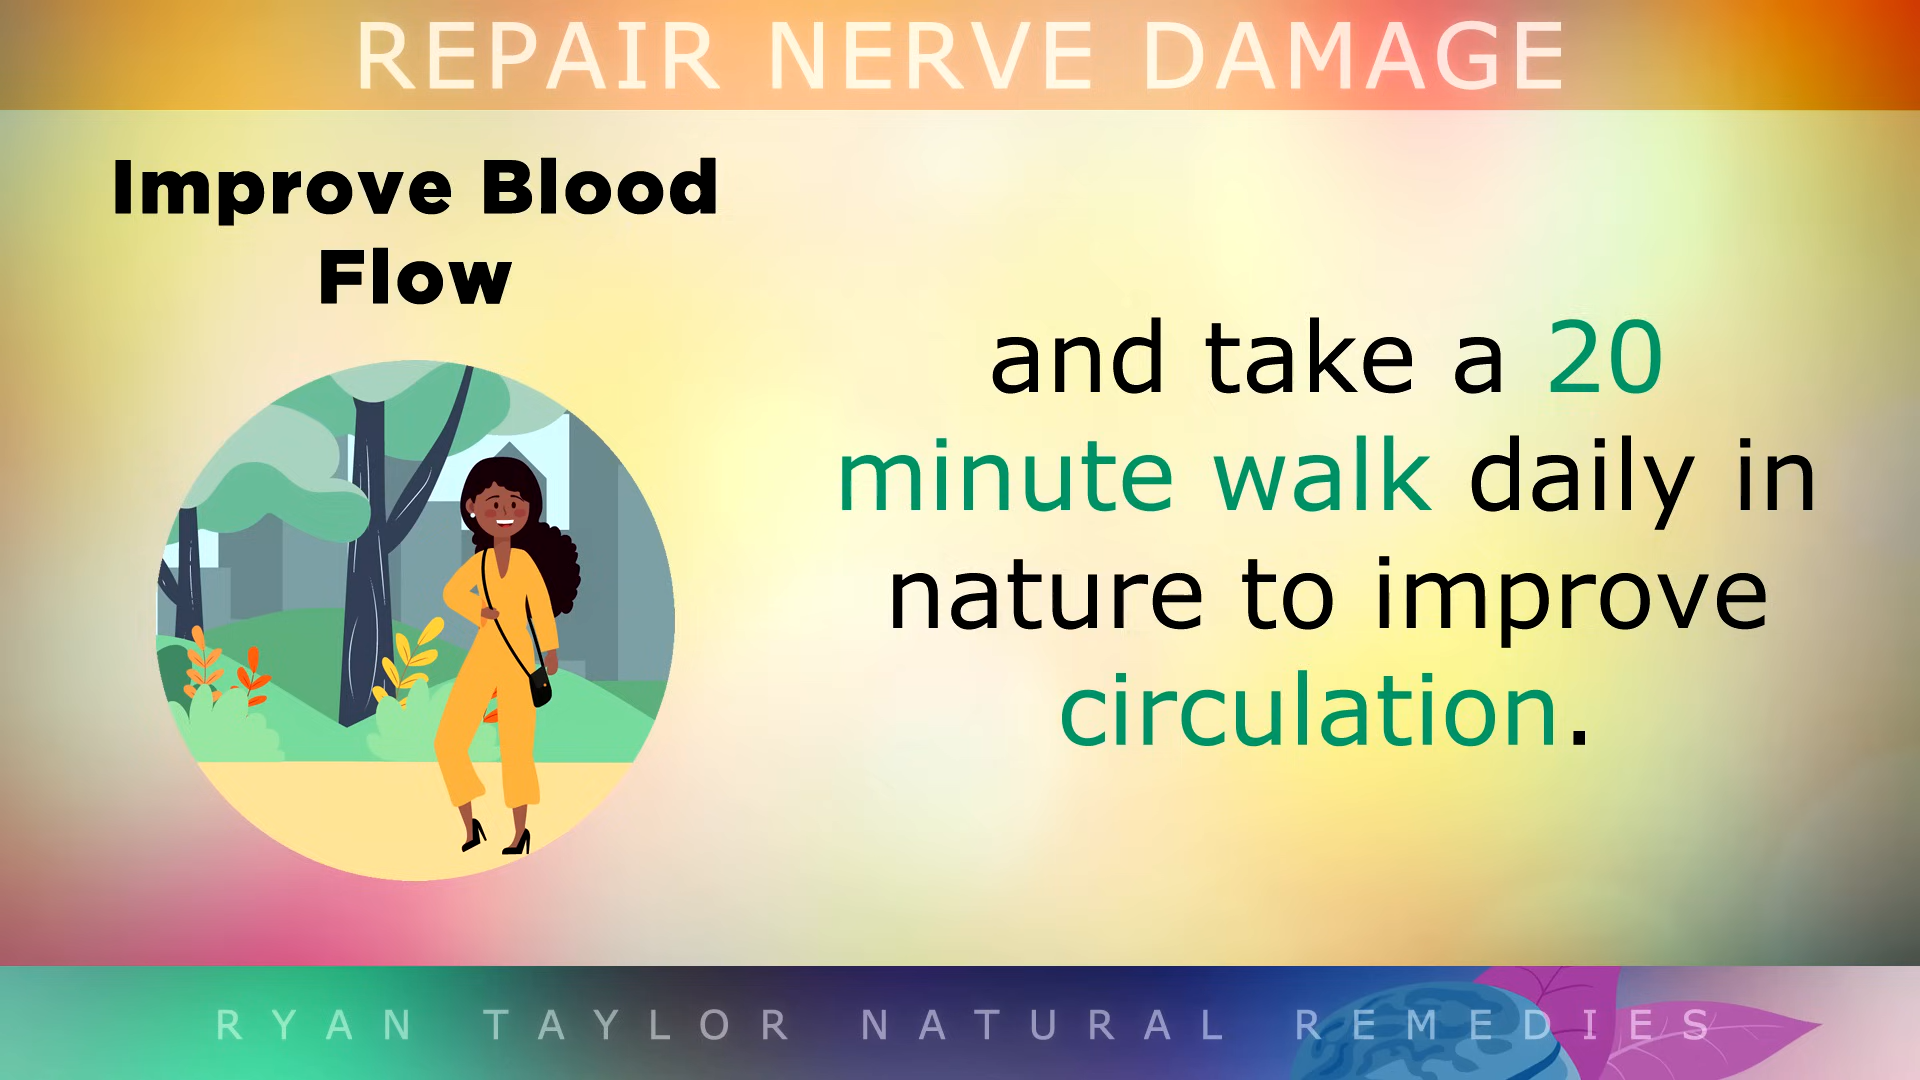 REPAIR NERVE DAMAGE
Improve Blood
Flow
and take a 20
minute walk daily in
nature to improve
circulation.
RYAN TAYLOR NATURAL REMEDIES